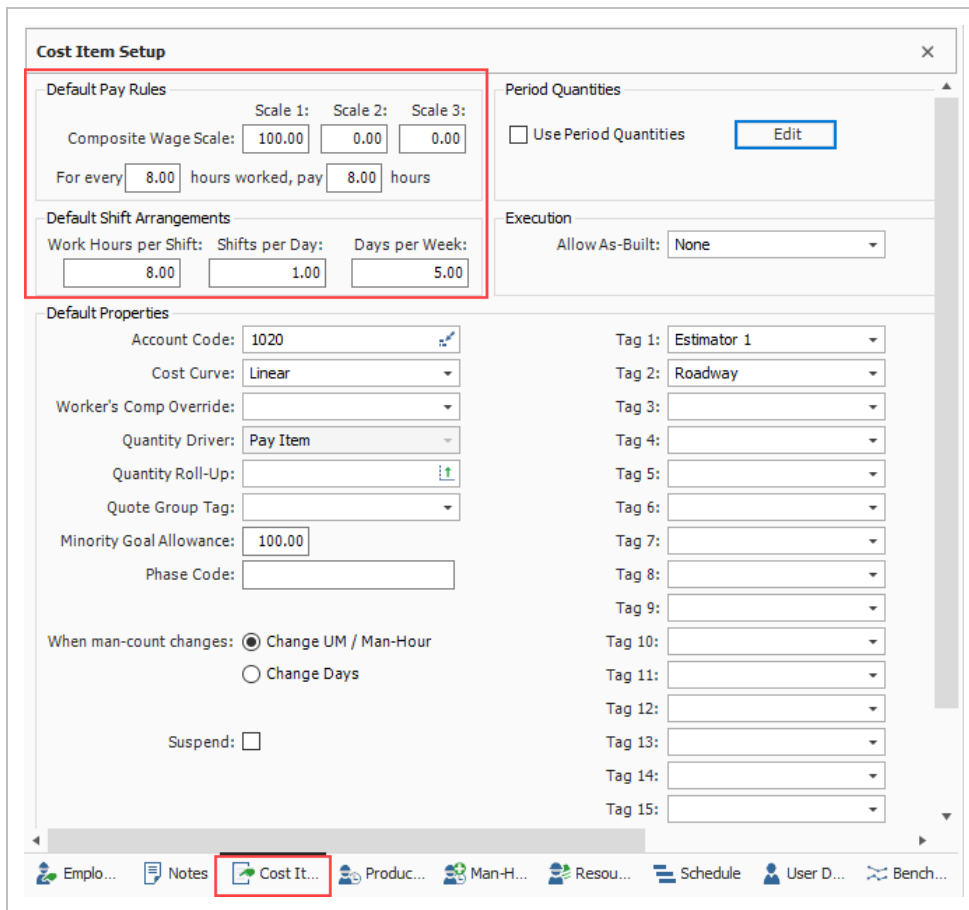 Cost Item Setup
Default Pay Rules
Scale 1: Scale 2: Scale 3:
Composite Wage Scale: 100.00 0.00 0.00
For every 8.00 hours worked, pay 8.00 hours
Period Quantities
Use Period Quantities Edit
Default Shift Arrangements
Work Hours per Shift: Shifts per Day: Days per Week:
8.00 1.00 5.00
Execution
Allow As-Built: None
Default Properties
Account Code: 1020
Cost Curve: Linear
Worker's Comp Override:
Quantity Driver: Pay Item
Quantity Roll-Up:
Quote Group Tag:
Minority Goal Allowance: 100.00
Phase Code:
When man-count changes: Change UM / Man-Hour
Change Days
Suspend:
Tag 1: Estimator 1
Tag 2: Roadway
Tag 3:
Tag 4:
Tag 5:
Tag 6:
Tag 7:
Tag 8:
Tag 9:
Tag 10:
Tag 11:
Tag 12:
Tag 13:
Tag 14:
Tag 15:
Emplo... Notes Cost It... Produc... Man-H... Resou... Schedule User D... Bench...